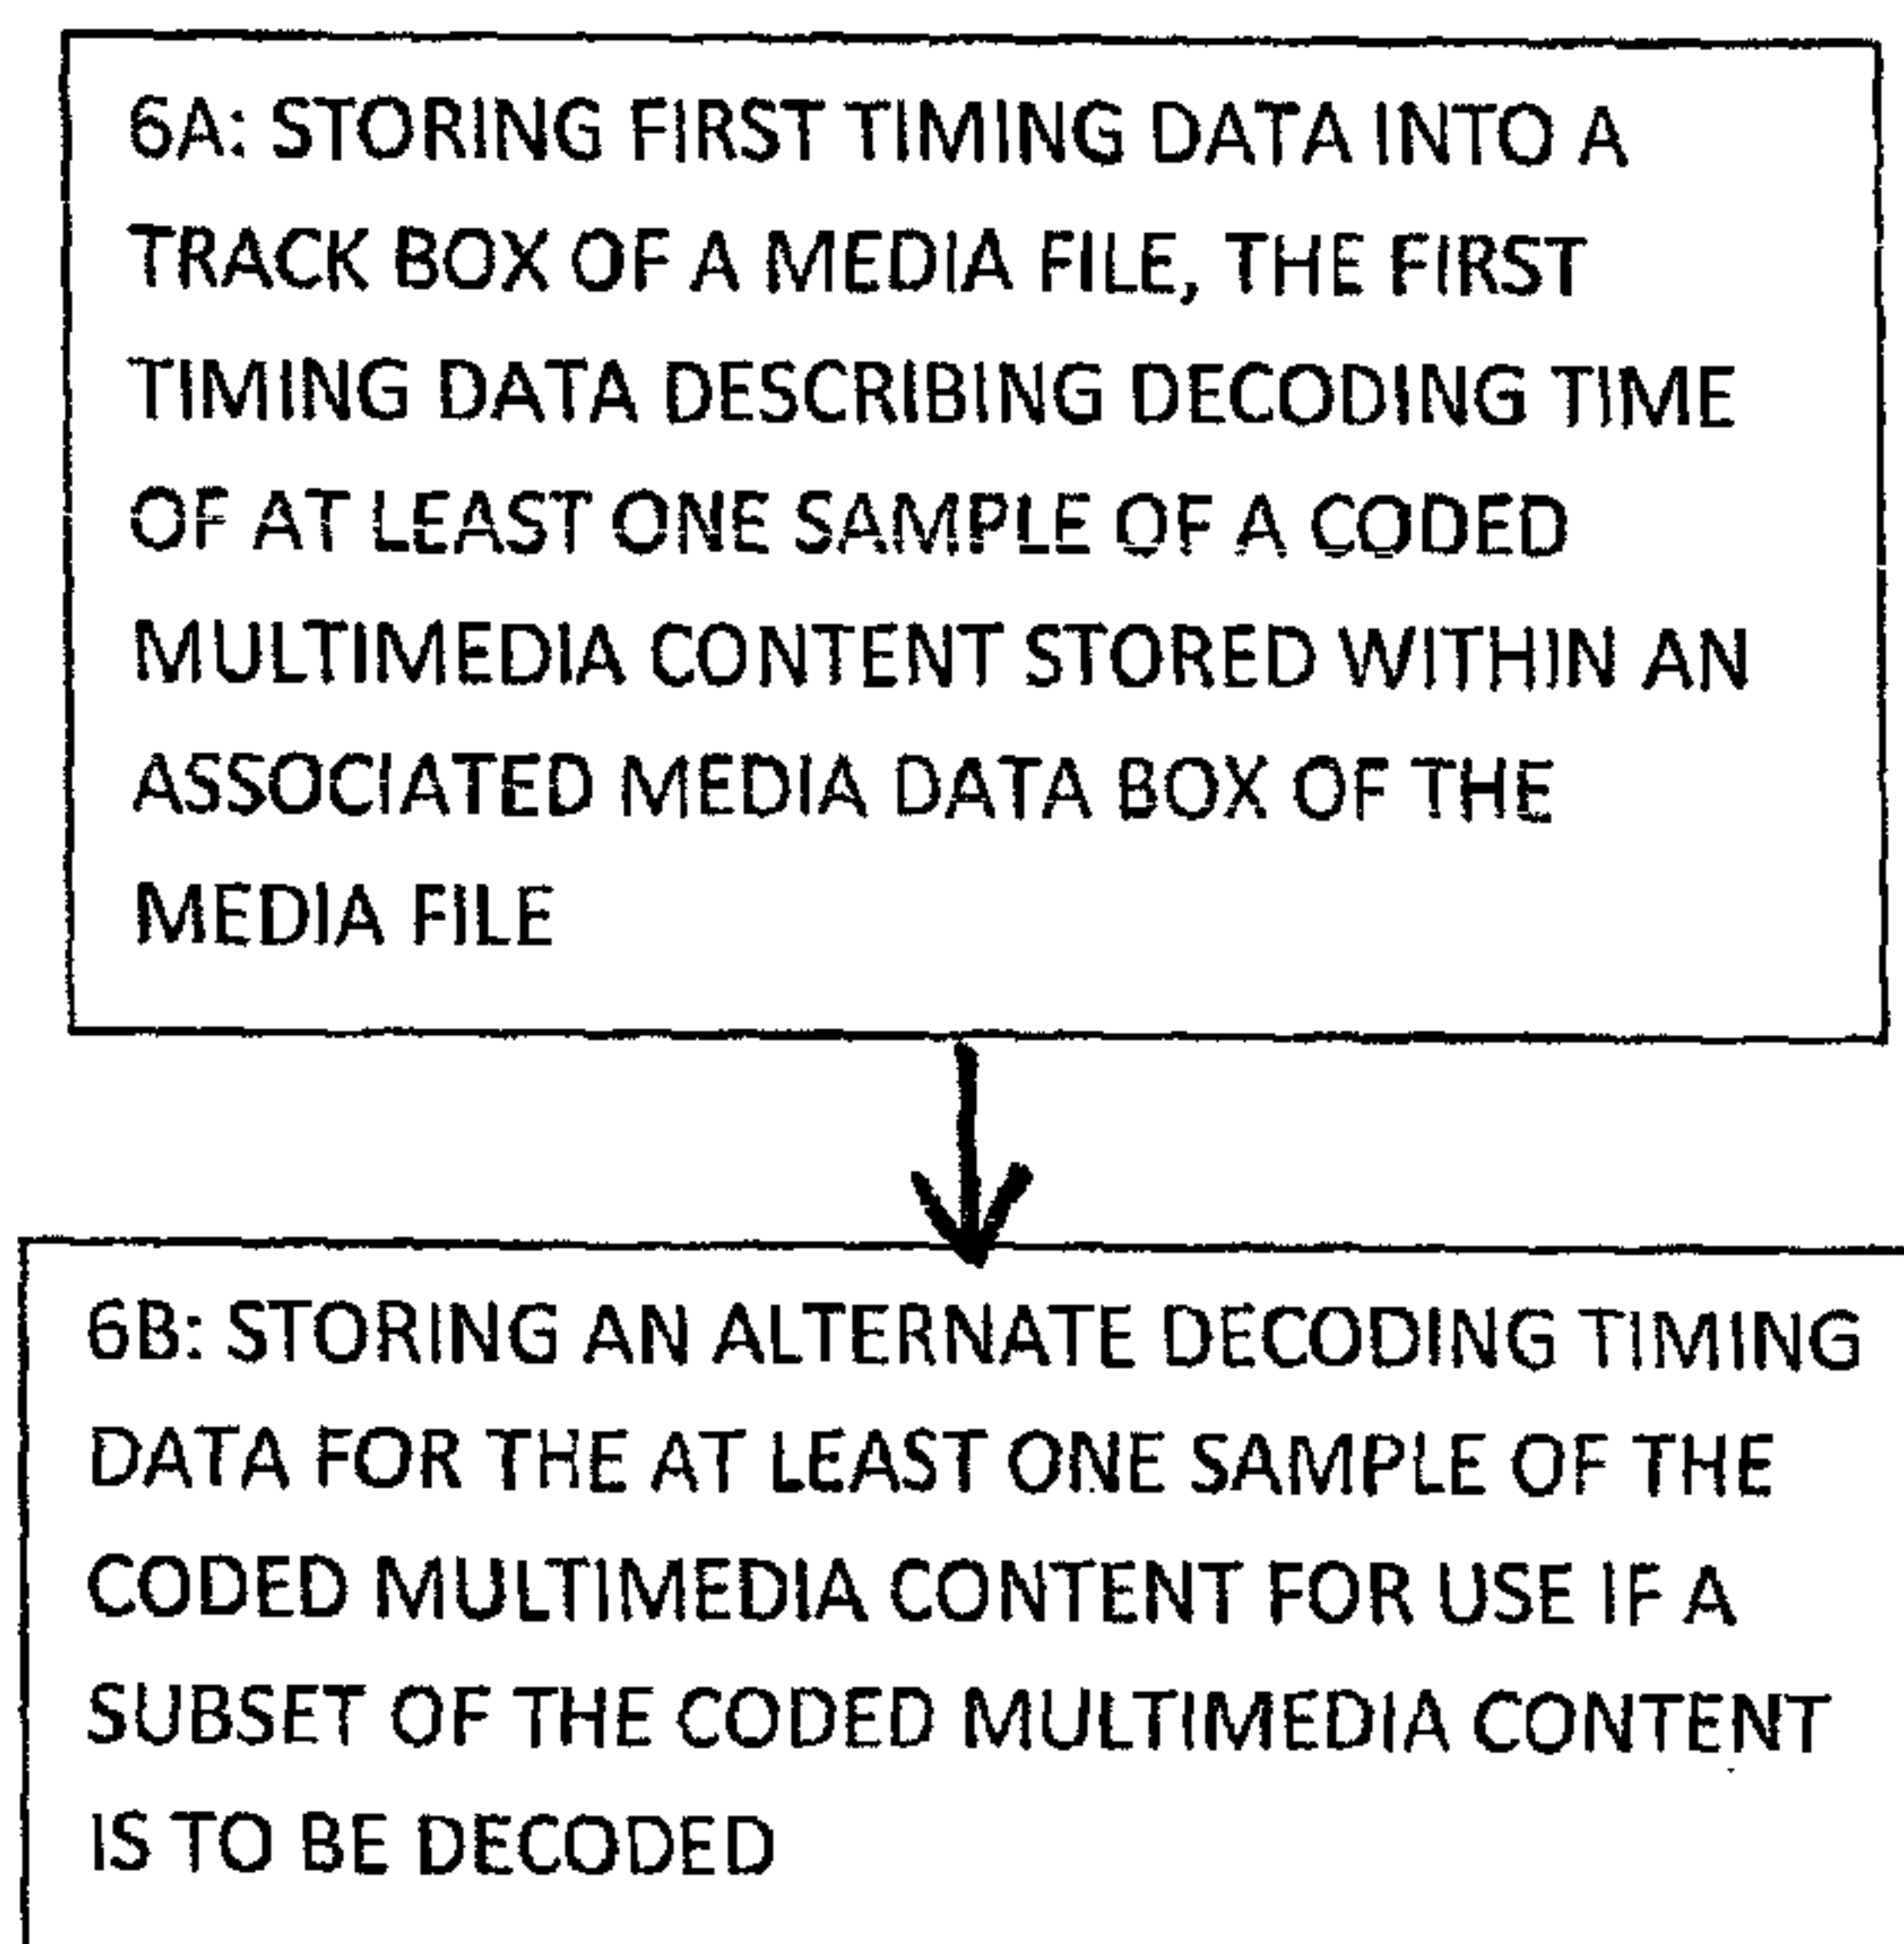 6A: STORING FIRST TIMING DATA INTO A
TRACK BOX OF A MEDIA FILE, THE FIRST
TIMING DATA DESCRIBING DECODING TIME
OF AT LEAST ONE SAMPLE OF A CODED
MULTIMEDIA CONTENT STORED WITHIN AN
ASSOCIATED MEDIA DATA BOX OF THE
MEDIA FILE
6B: STORING AN ALTERNATE DECODING TIMING
DATA FOR THE AT LEAST ONE SAMPLE OF THE
CODED MULTIMEDIA CONTENT FOR USE IF A
SUBSET OF THE CODED MULTIMEDIA CONTENT
IS TO BE DECODED